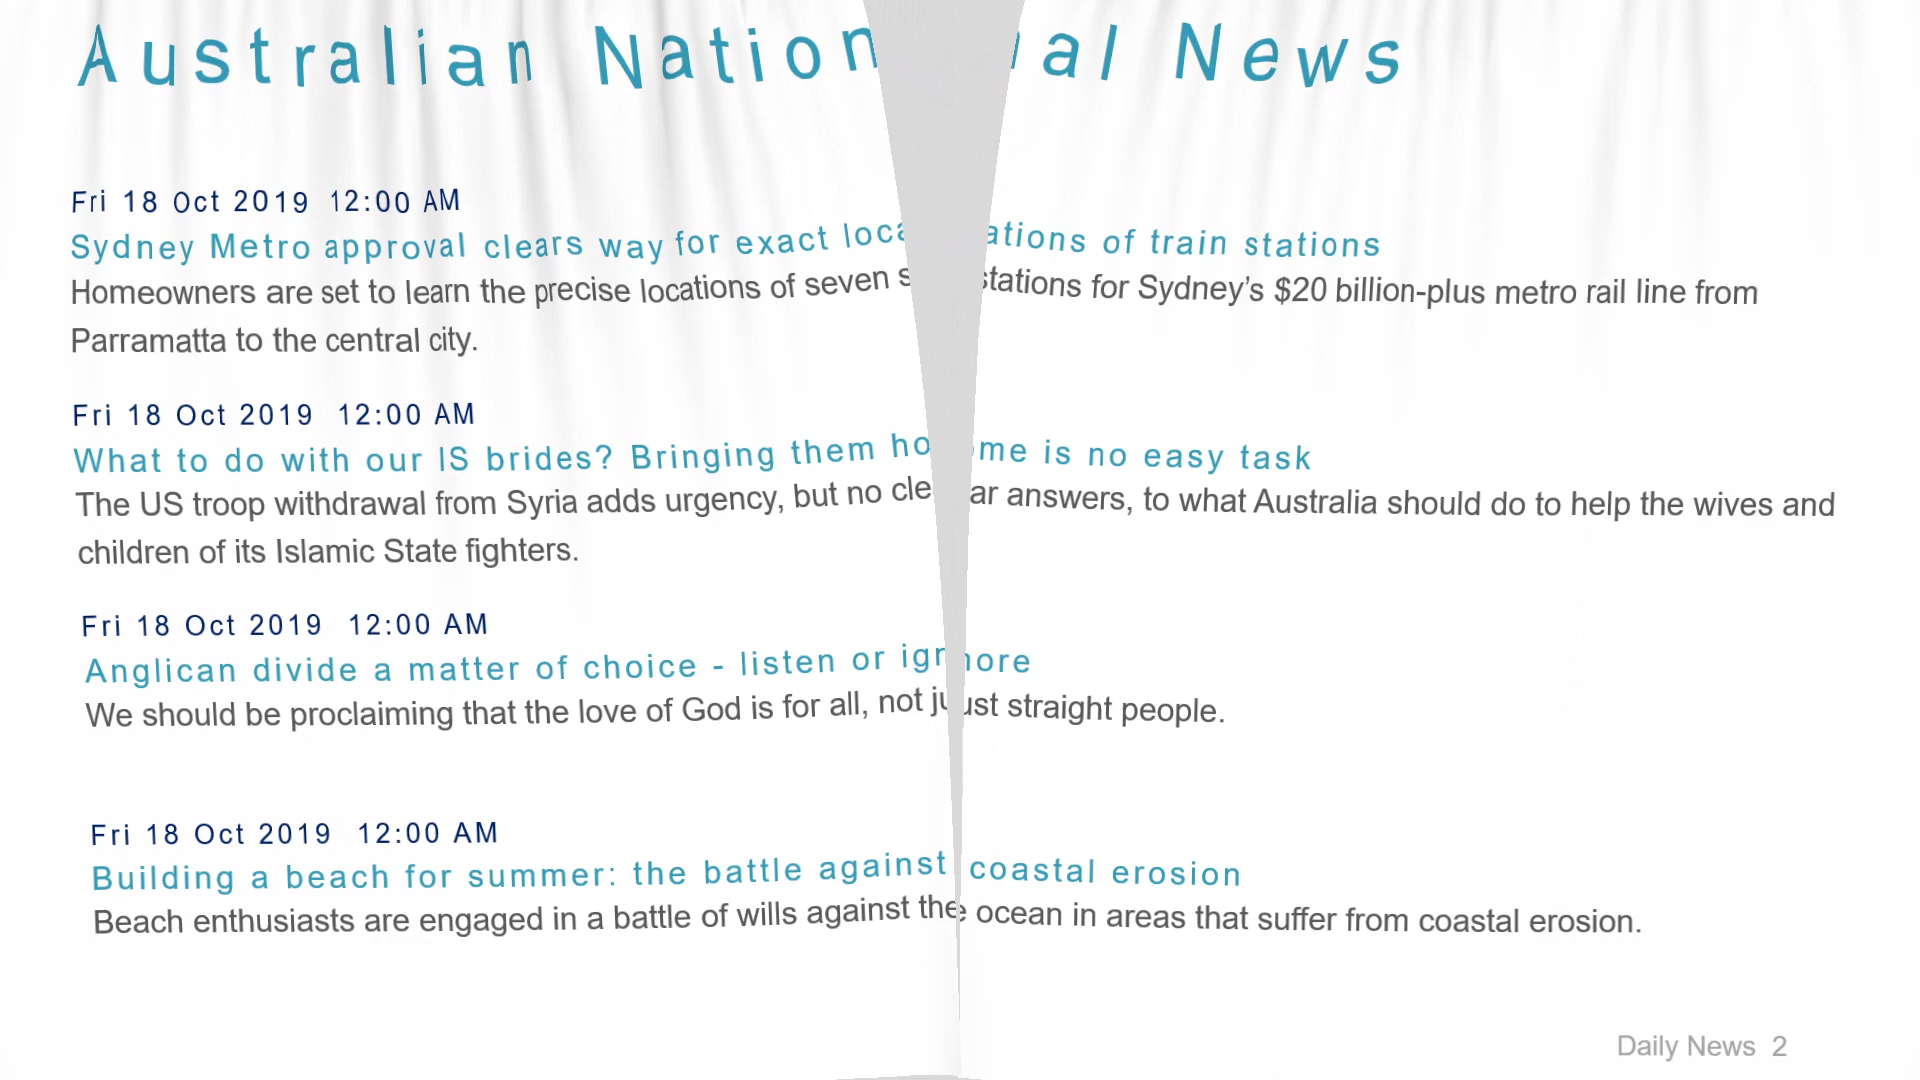 Australian National News
Fri 18 Oct 2019 12:00 AM
Sydney Metro approval clears way for exact locations of train stations
Homeowners are set to learn the precise locations of seven stations for Sydney’s $20 billion-plus metro rail line from
Parramatta to the central city.
Fri 18 Oct 2019 12:00 AM
What to do with our IS brides? Bringing them home is no easy task
The US troop withdrawal from Syria adds urgency, but no clear answers, to what Australia should do to help the wives and
children of its Islamic State fighters.
Fri 18 Oct 2019 12:00 AM
Anglican divide a matter of choice - listen or ignore
We should be proclaiming that the love of God is for all, not just straight people.
Fri 18 Oct 2019 12:00 AM
Building a beach for summer: the battle against coastal erosion
Beach enthusiasts are engaged in a battle of wills against the ocean in areas that suffer from coastal erosion.
Daily News 2